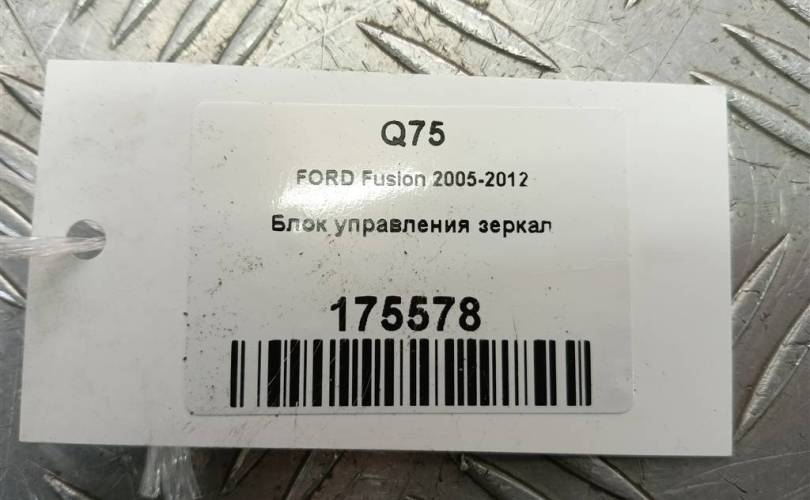 Q75
FORD Fusion 2005-2012
Блок управления зеркал
175578